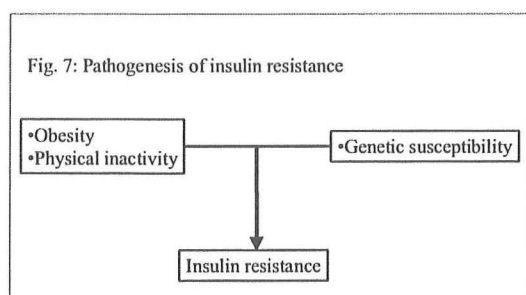 Fig. 7: Pathogenesis of insulin resistance
•Obesity
•Physical inactivity
•Genetic susceptibility
Insulin resistance